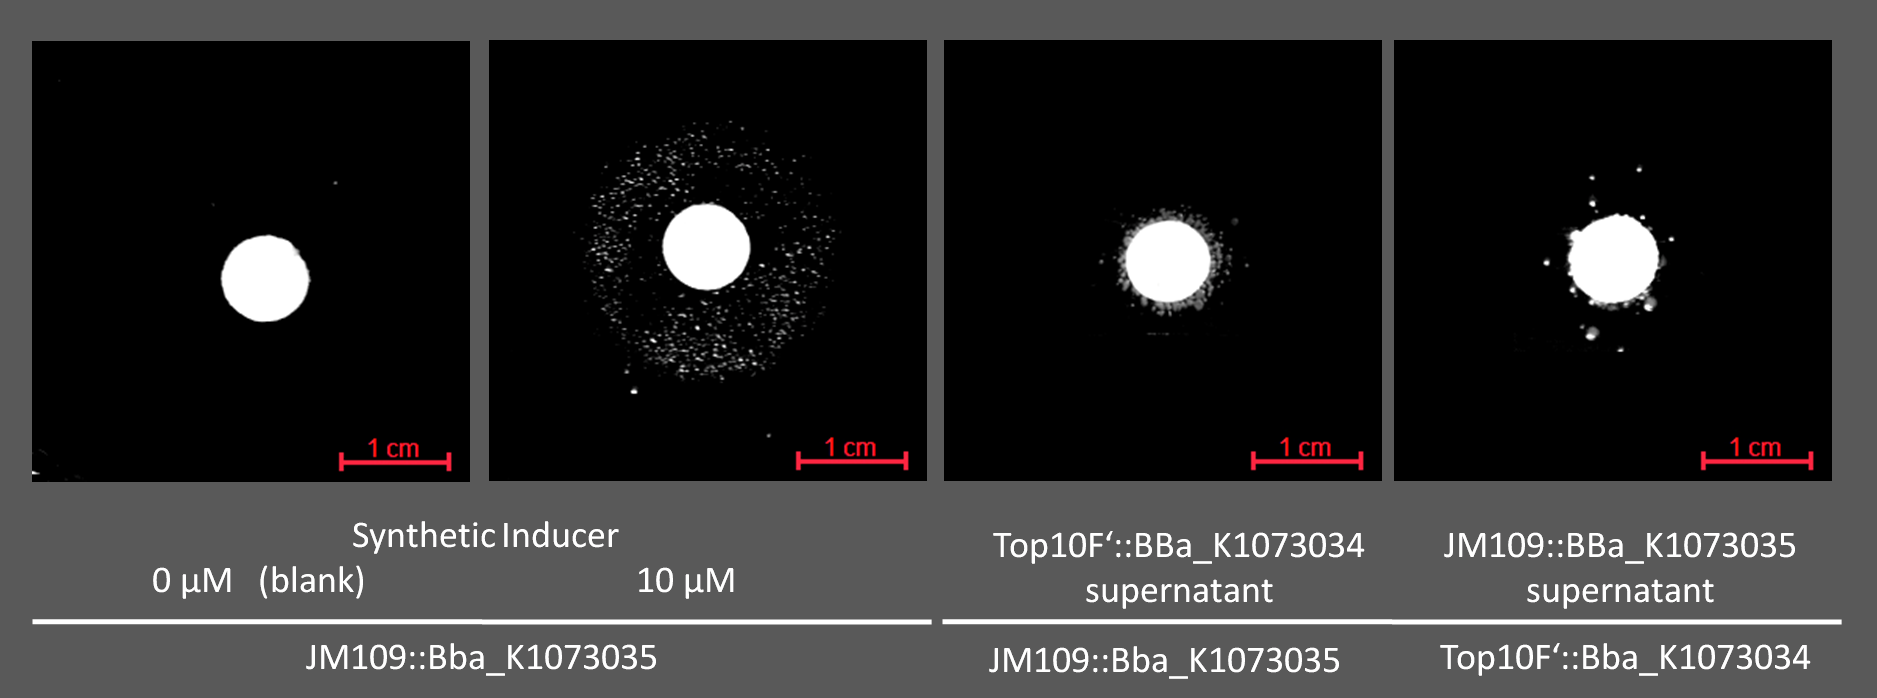 1 cm
1 cm
1 cm
1 cm
Synthetic Inducer
0 µM (blank)
10 µM
JM109::Bba_K1073035
Top10F‘::BBa_K1073034
supernatant
JM109::Bba_K1073035
JM109::BBa_K1073035
supernatant
Top10F‘::Bba_K1073034